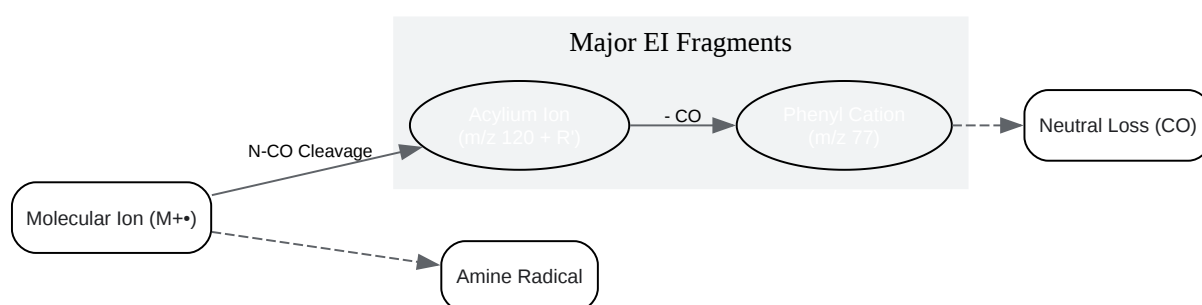 Major EI Fragments
Acylium Ion
(m/z 120 + R')
- CO
Phenyl Cation
(m/z 77)
Neutral Loss (CO)
N-CO Cleavage
Molecular Ion (M+•)
Amine Radical